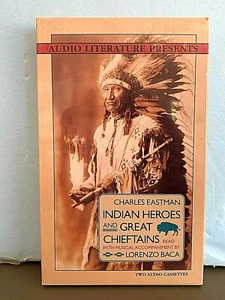 AUDIO LITERATURE PRESENTS
CHARLES EASTMAN
INDIAN HEROES
AND GREAT
CHIEFTAINS READ
WITH MUSICAL ACCOMPANIMENT BY
LORENZO BACA
TWO AUDIO CASSETTES